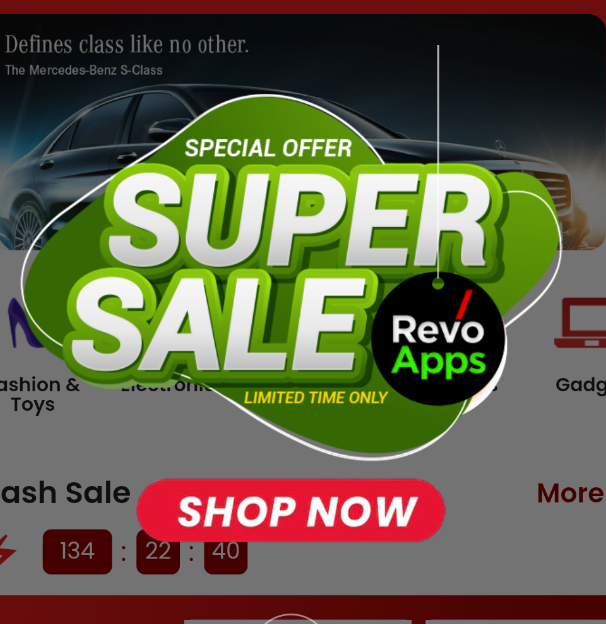 Defines class like no other.
The Mercedes-Benz S-Class
SPECIAL OFFER
SUPER
SALE
Revo
Apps
LIMITED TIME ONLY
ashion &
Toys
Gadg
ash Sale
More
SHOP NOW
134 : 22 : 40